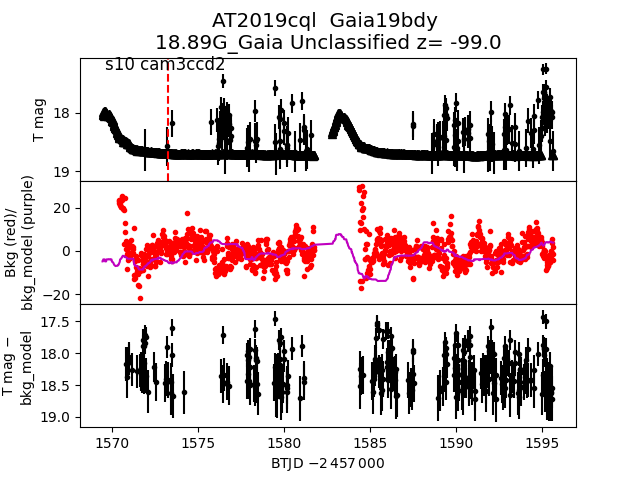 AT2019cql  Gaia19bdy
18.89G_Gaia Unclassified z= -99.0
s10 cam3ccd2
T mag
18
19
Bkg (red)/
bkg_model (purple)
20
0
−20
T mag −
bkg_model
17.5
18.0
18.5
19.0
1570 1575 1580 1585 1590 1595
BTJD −2 457 000